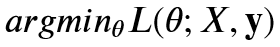 argmin_θ L(θ; X, y)